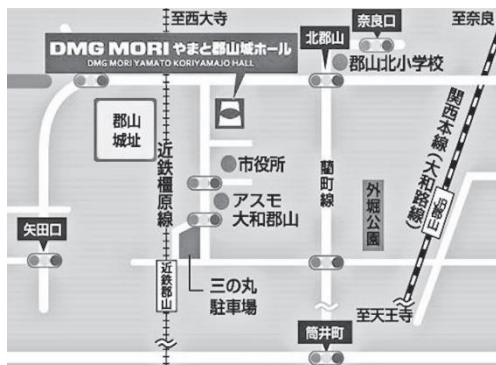 至西大寺
奈良口
至奈良
北郡山
DMG MORI やまと郡山城ホール
DMG MORI YAMATO KORIYAMAJO HALL
郡山北小学校
郡山
城址
近鉄橿原線
市役所
アスモ
大和郡山
藺町線
外堀公園
関西本線(大和路線)
JR郡山
矢田口
近鉄郡山
三の丸
駐車場
至天王寺
筒井町